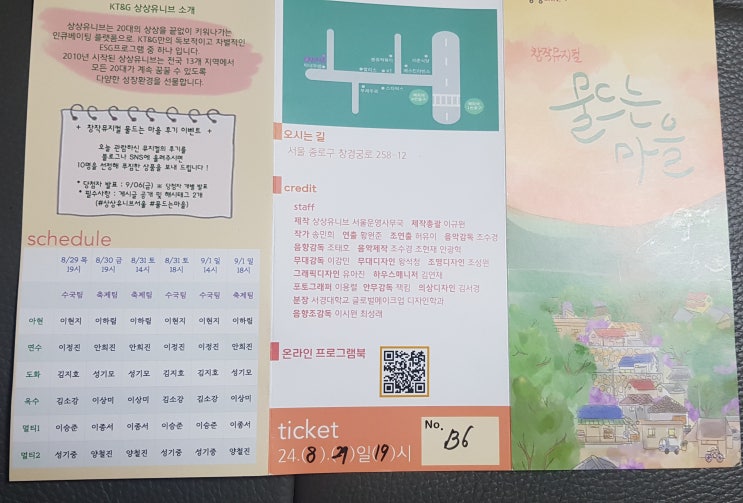 KT&G 상상유니브 소개
상상유니브는 20대의 상상을 끝없이 키워나가는
인큐베이팅 플랫폼으로, KT&G만의 독보적이고 차별적인
ESG프로그램 중 하나 입니다.
2010년 시작된 상상유니브는 전국 13개 지역에서
모든 20대가 계속 꿈꿀 수 있도록
다양한 성장환경을 선물합니다.
+ 창작뮤지컬 물드는 마을 후기 이벤트 +
오늘 관람하신 뮤지컬의 후기를
블로그나 SNS에 올려주시면
10명을 선정해 푸짐한 상품을 보내 드립니다!
* 당첨자 발표 : 9/06(금) ※ 당첨자 개별 발표
* 필수사항 : 게시글 공개 및 해시태그 2개
(#상상유니브서울 #물드는마을)
schedule
8/29 목 19시 8/30 금 19시 8/31 토 14시 8/31 토 18시 9/1 일 14시 9/1 일 18시
수국팀 축제팀 축제팀 수국팀 수국팀 축제팀
아현 이현지 이하림 이하림 이현지 이현지 이하림
연수 이정진 안희진 안희진 이정진 이정진 안희진
도화 김지호 성기모 성기모 김지호 김지호 성기모
옥수 김소강 이상미 이상미 김소강 김소강 이상미
멀티1 이승준 이종서 이종서 이승준 이승준 이종서
멀티2 성기중 양철진 양철진 성기중 성기중 양철진
오시는 길
서울 종로구 창경궁로 258-12
credit
staff
제작 상상유니브 서울운영사무국 제작총괄 이규원
작가 송민희 연출 황원준 조연출 허유미 음악감독 조수경
음향감독 조태호 음악제작 조수경 조현재 인광혁
무대감독 이강민 무대디자인 왕석청 조명디자인 조성원
그래픽디자인 유아진 하우스매니저 김연재
포토그래퍼 이용렬 안무감독 잭킴 의상디자인 김서경
분장 서경대학교 글로벌메이크업 디자인학과
음향조감독 이시원 최상래
온라인 프로그램북
ticket
24.(8).(29)일(19)시
No. B6
창작뮤지컬
물드는
마을